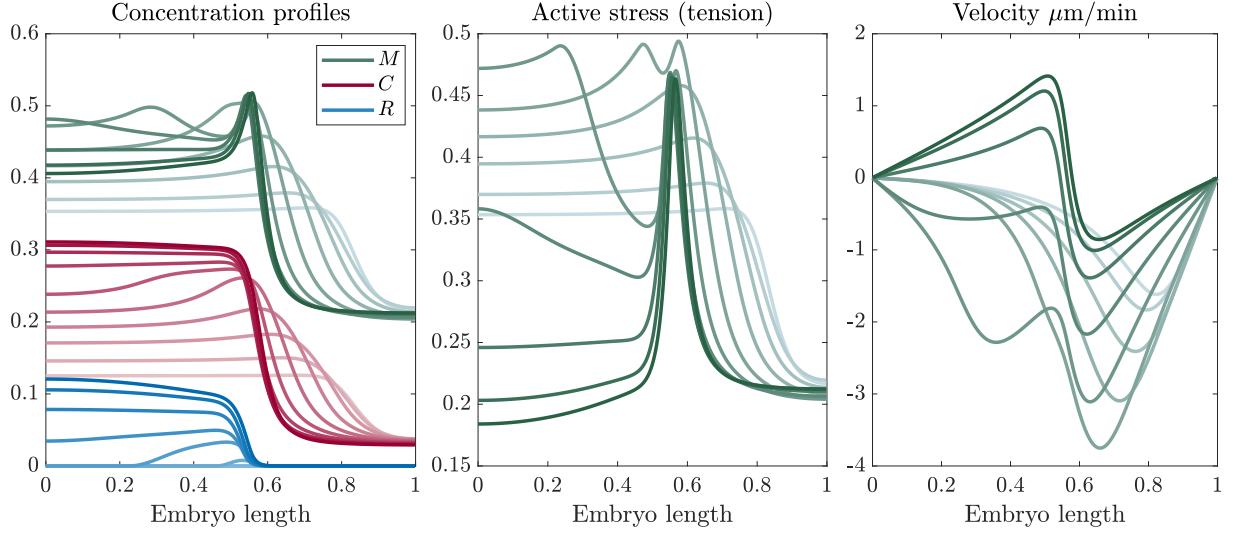 Concentration profiles
0.6
0.5
0.4
0.3
0.2
0.1
0
M
C
R
0 0.2 0.4 0.6 0.8 1
Embryo length
Active stress (tension)
0.5
0.45
0.4
0.35
0.3
0.25
0.2
0.15
0 0.2 0.4 0.6 0.8 1
Embryo length
Velocity μm/min
2
1
0
-1
-2
-3
-4
0 0.2 0.4 0.6 0.8 1
Embryo length